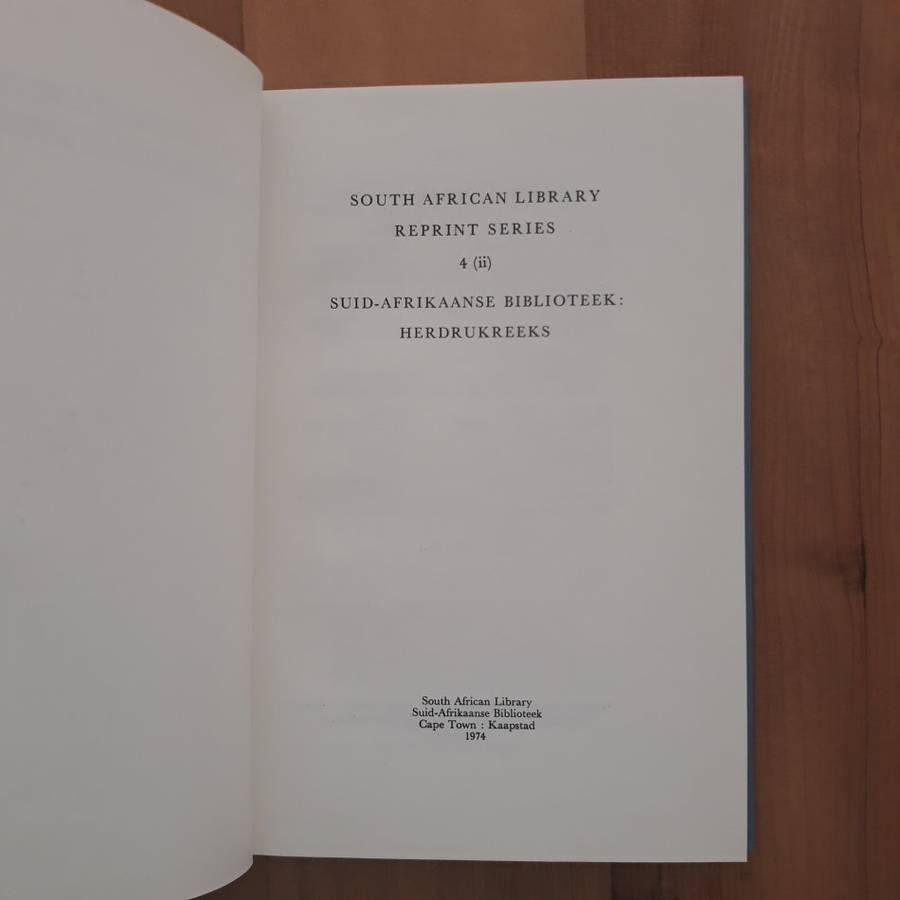 SOUTH AFRICAN LIBRARY
REPRINT SERIES
4 (ii)
SUID-AFRIKAANSE BIBLIOTEEK:
HERDRUKREEKS
South African Library
Suid-Afrikaanse Biblioteek
Cape Town : Kaapstad
1974